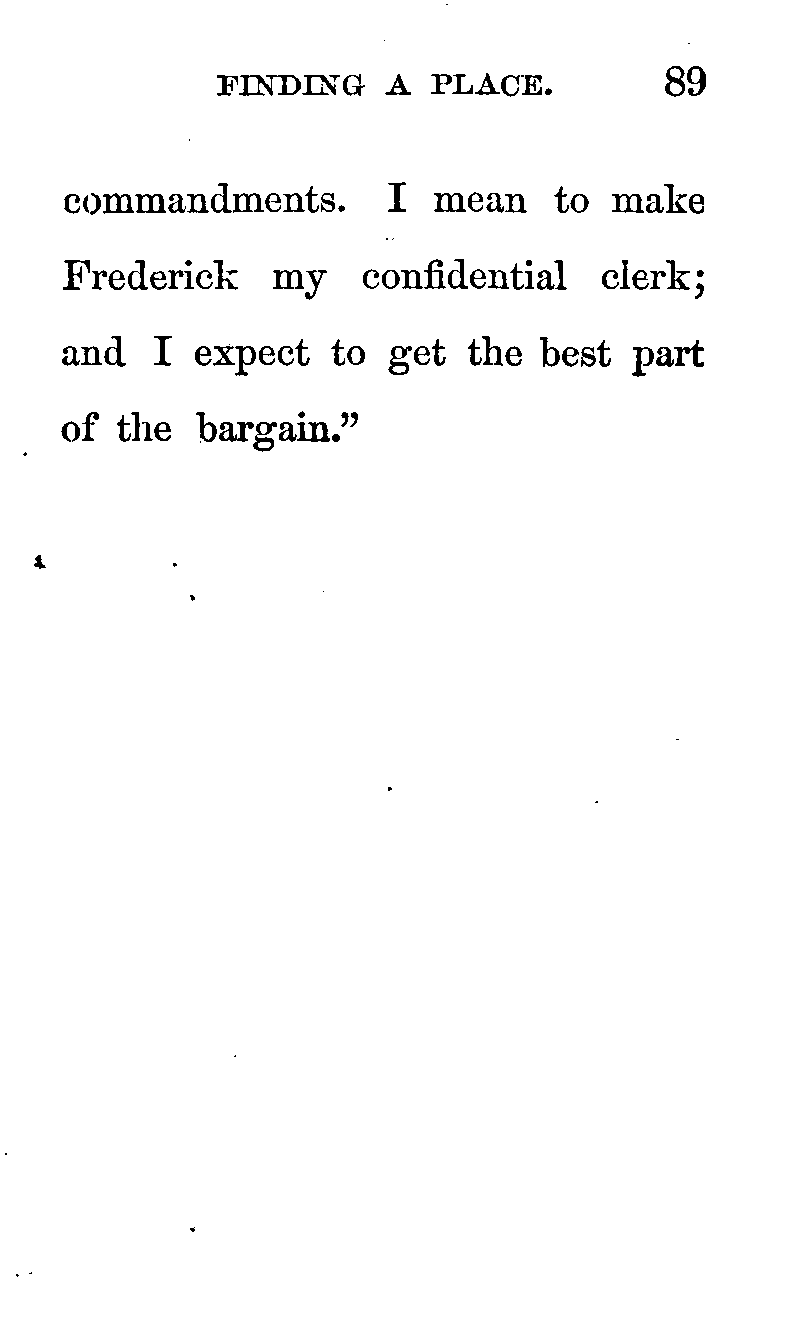 FINDING A PLACE. 89
commandments. I mean to make
Frederick my confidential clerk;
and I expect to get the best part
of the bargain.”